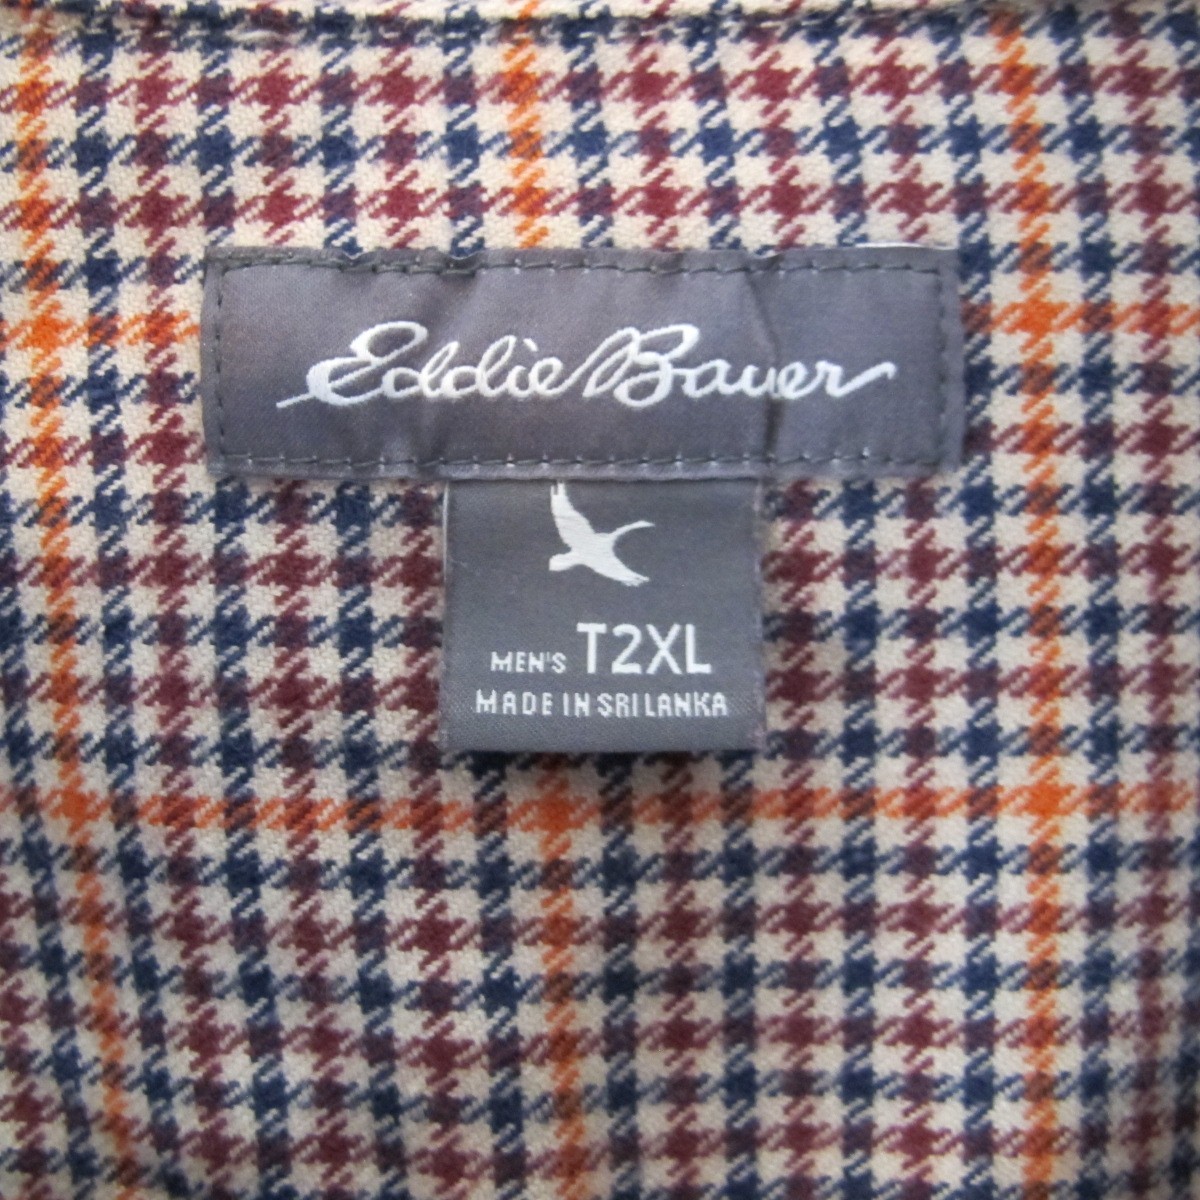 Eddie Bauer
MEN'S T2XL
MADE IN SRI LANKA